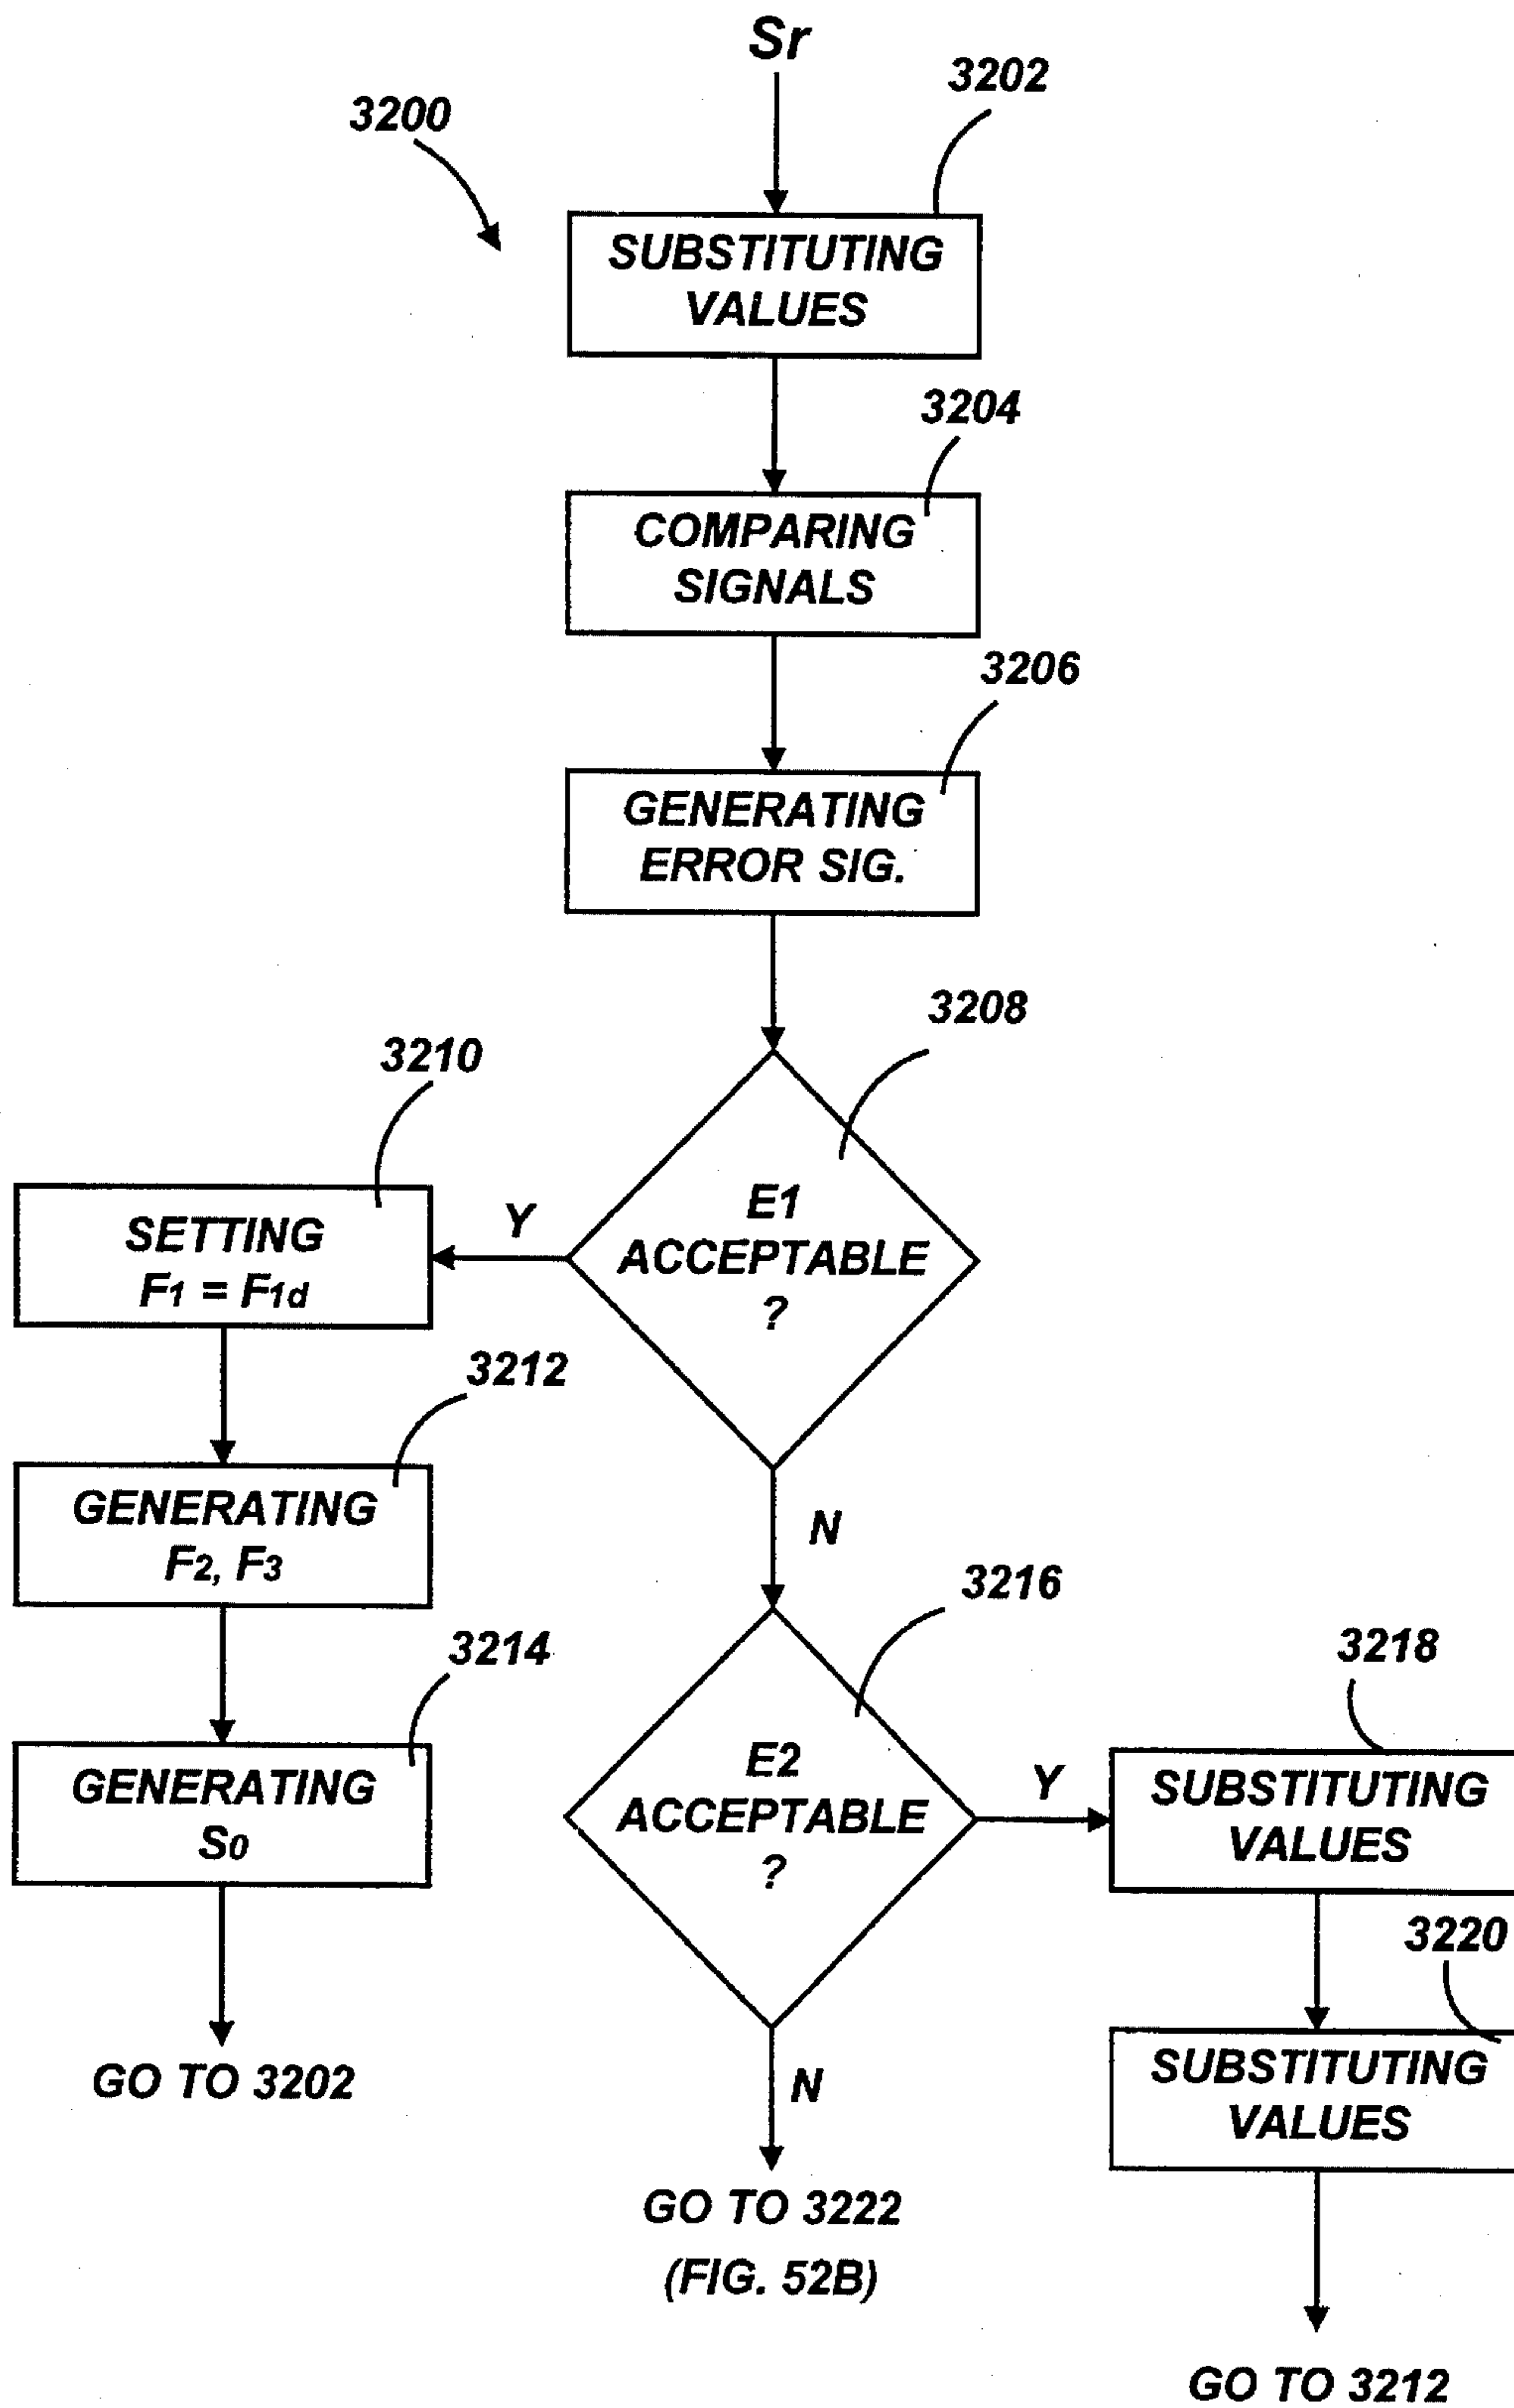 Sr
3202
3200
SUBSTITUTING
VALUES
3204
COMPARING
SIGNALS
3206
GENERATING
ERROR SIG.
3208
E1
ACCEPTABLE
?
Y
3210
SETTING
F1 = F1d
3212
GENERATING
F2, F3
3214
GENERATING
S0
GO TO 3202
N
3216
E2
ACCEPTABLE
?
Y
3218
SUBSTITUTING
VALUES
3220
SUBSTITUTING
VALUES
GO TO 3212
N
GO TO 3222
(FIG. 52B)